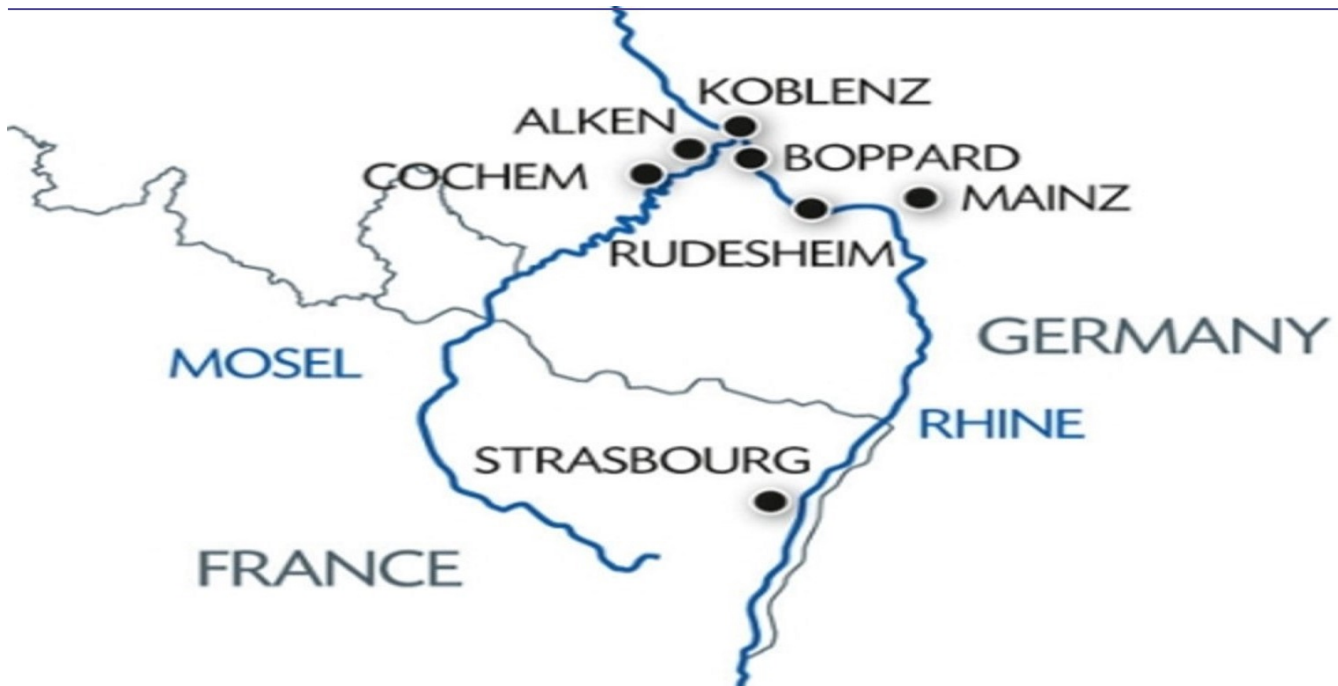 KOBLENZ
ALKEN
BOPPARD
COCHEM
MAINZ
RUDESHEIM
GERMANY
MOSEL
RHINE
STRASBOURG
FRANCE